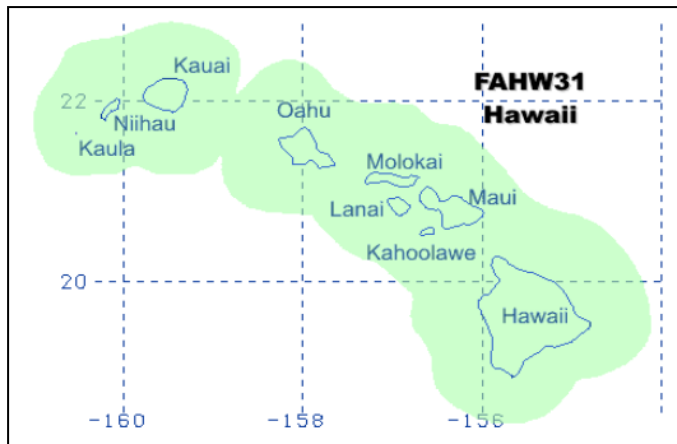 FAHW31
Hawaii
Kauai
22
Niihau
Kaula
Oahu
Molokai
Lanai
Maui
Kahoolawe
20
Hawaii
-160
-158
-156